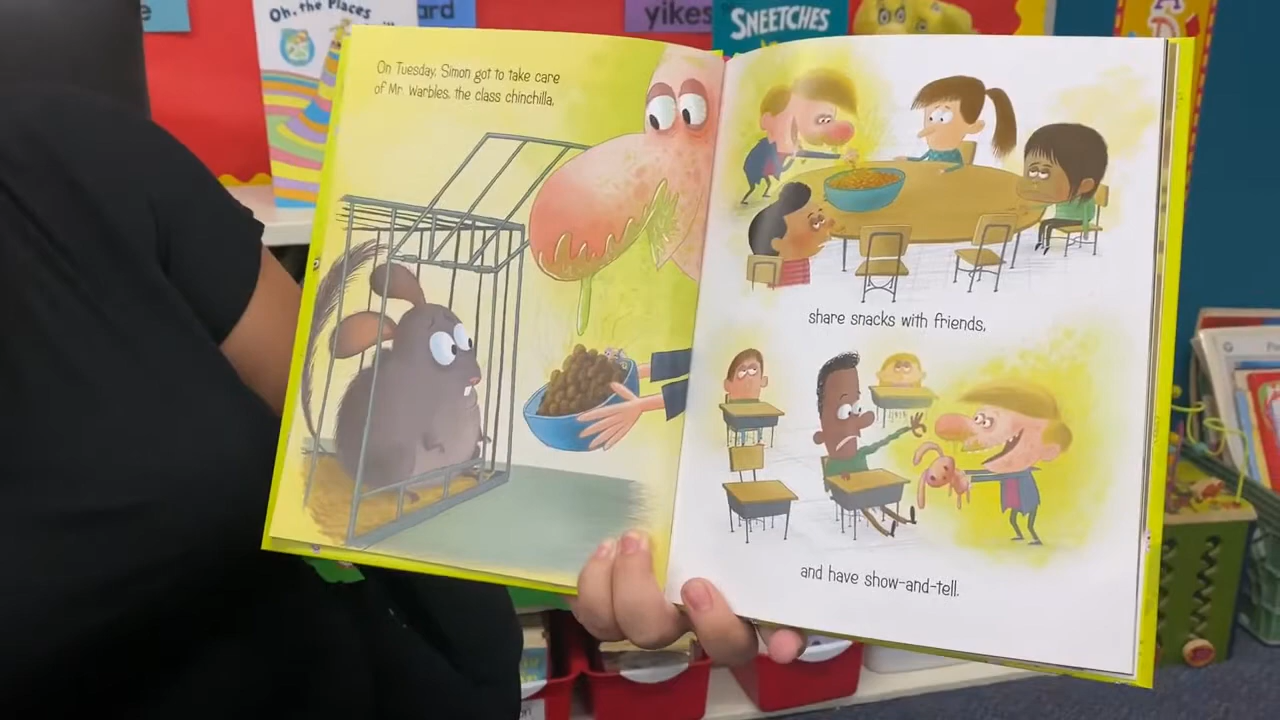 Oh, the Places
ard
yikes
SNEETCHES
On Tuesday, Simon got to take care
of Mr. Warbles, the class chinchilla,
share snacks with friends,
and have show-and-tell.